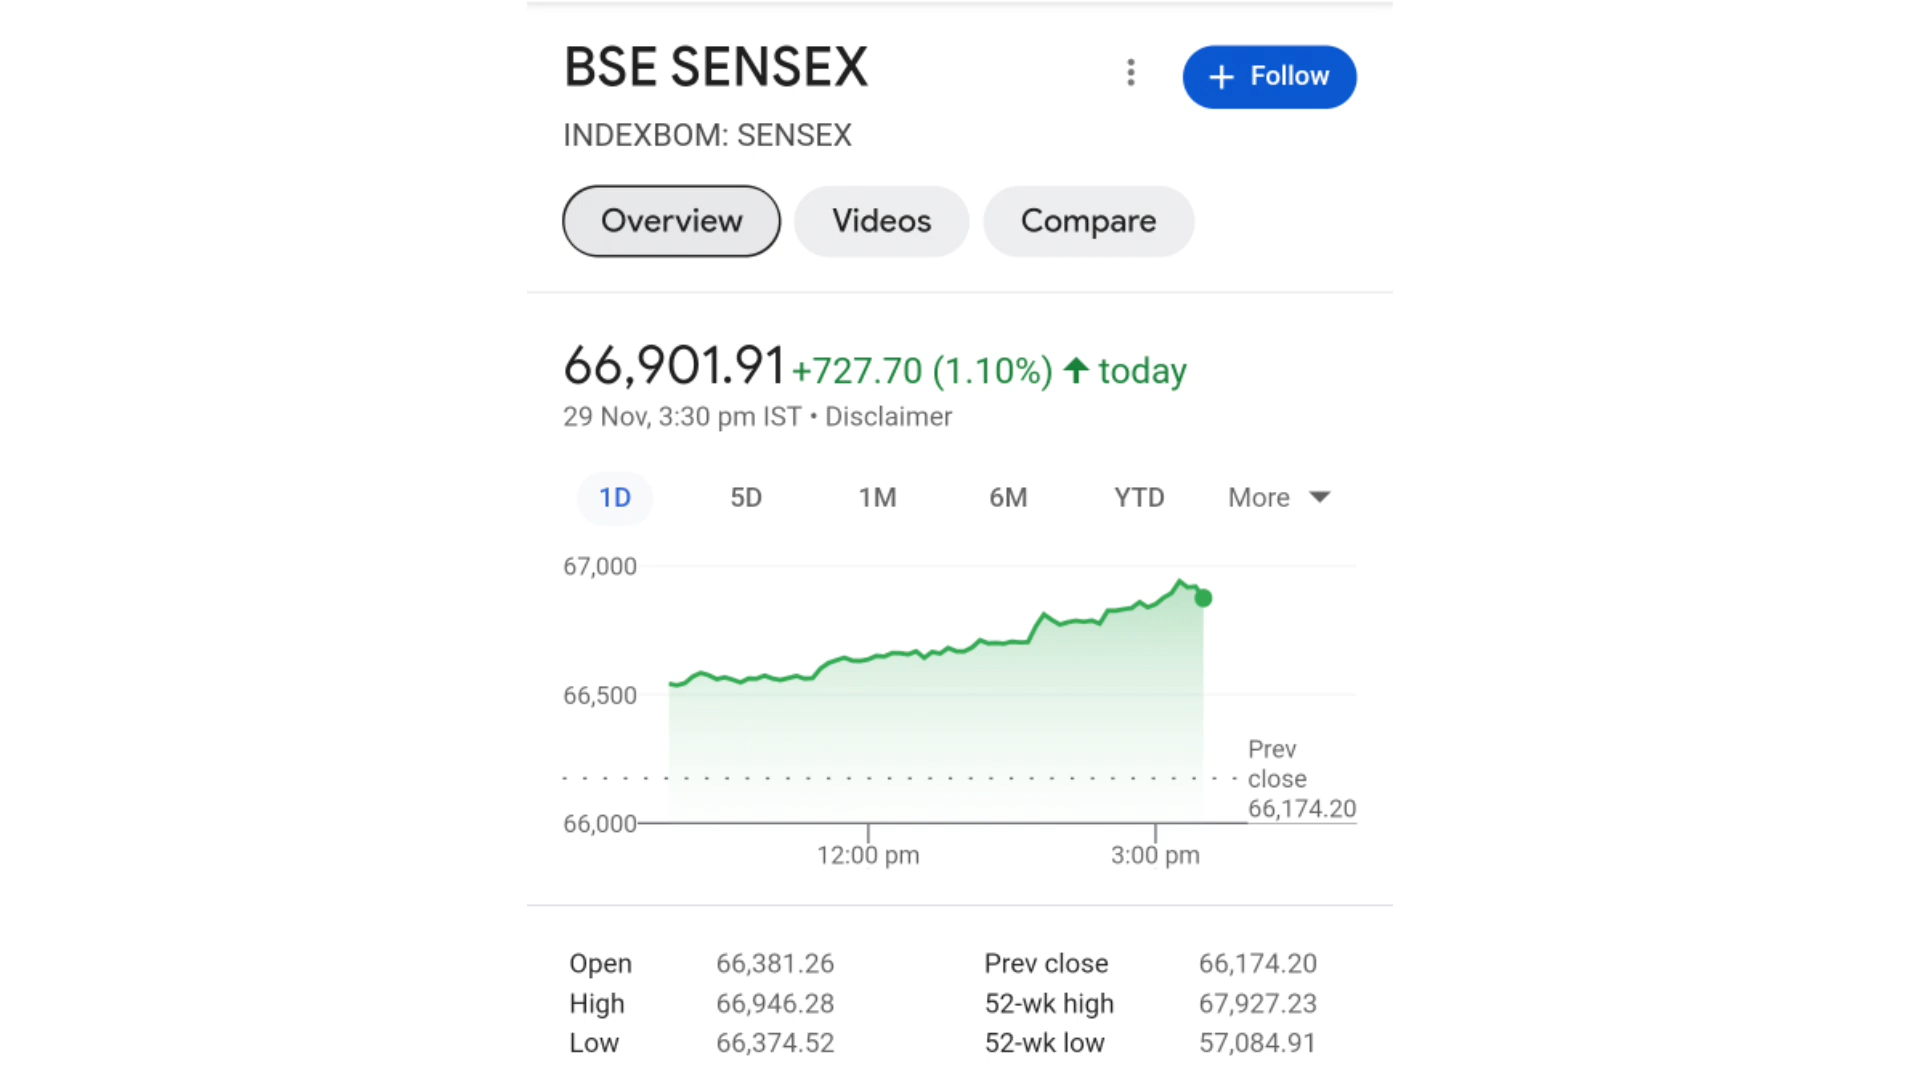 BSE SENSEX
+ Follow
INDEXBOM: SENSEX
Overview Videos Compare
66,901.91 +727.70 (1.10%) ↑ today
29 Nov, 3:30 pm IST • Disclaimer
1D 5D 1M 6M YTD More
67,000
66,500
Prev
close
66,174.20
66,000
12:00 pm 3:00 pm
Open 66,381.26 Prev close 66,174.20
High 66,946.28 52-wk high 67,927.23
Low 66,374.52 52-wk low 57,084.91